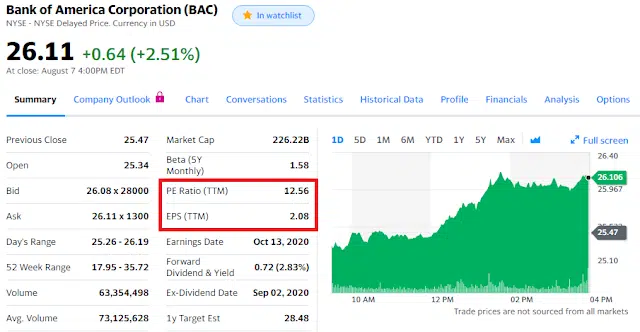 Bank of America Corporation (BAC)
NYSE - NYSE Delayed Price. Currency in USD
In watchlist
26.11 +0.64 (+2.51%)
At close: August 7 4:00PM EDT
Summary Company Outlook Chart Conversations Statistics Historical Data Profile Financials Analysis Options
Previous Close 25.47
Open 25.34
Bid 26.08 x 28000
Ask 26.11 x 1300
Day's Range 25.26 - 26.19
52 Week Range 17.95 - 35.72
Volume 63,354,498
Avg. Volume 73,125,628
Market Cap 226.22B
Beta (5Y
Monthly) 1.58
PE Ratio (TTM) 12.56
EPS (TTM) 2.08
Earnings Date Oct 13, 2020
Forward
Dividend & Yield 0.72 (2.83%)
Ex-Dividend Date Sep 02, 2020
1y Target Est 28.48
1D 5D 1M 6M YTD 1Y 5Y Max Full screen
26.40
26.106
25.967
25.47
25.10
10 AM 12 PM 02 PM 04 PM
Trade prices are not sourced from all markets